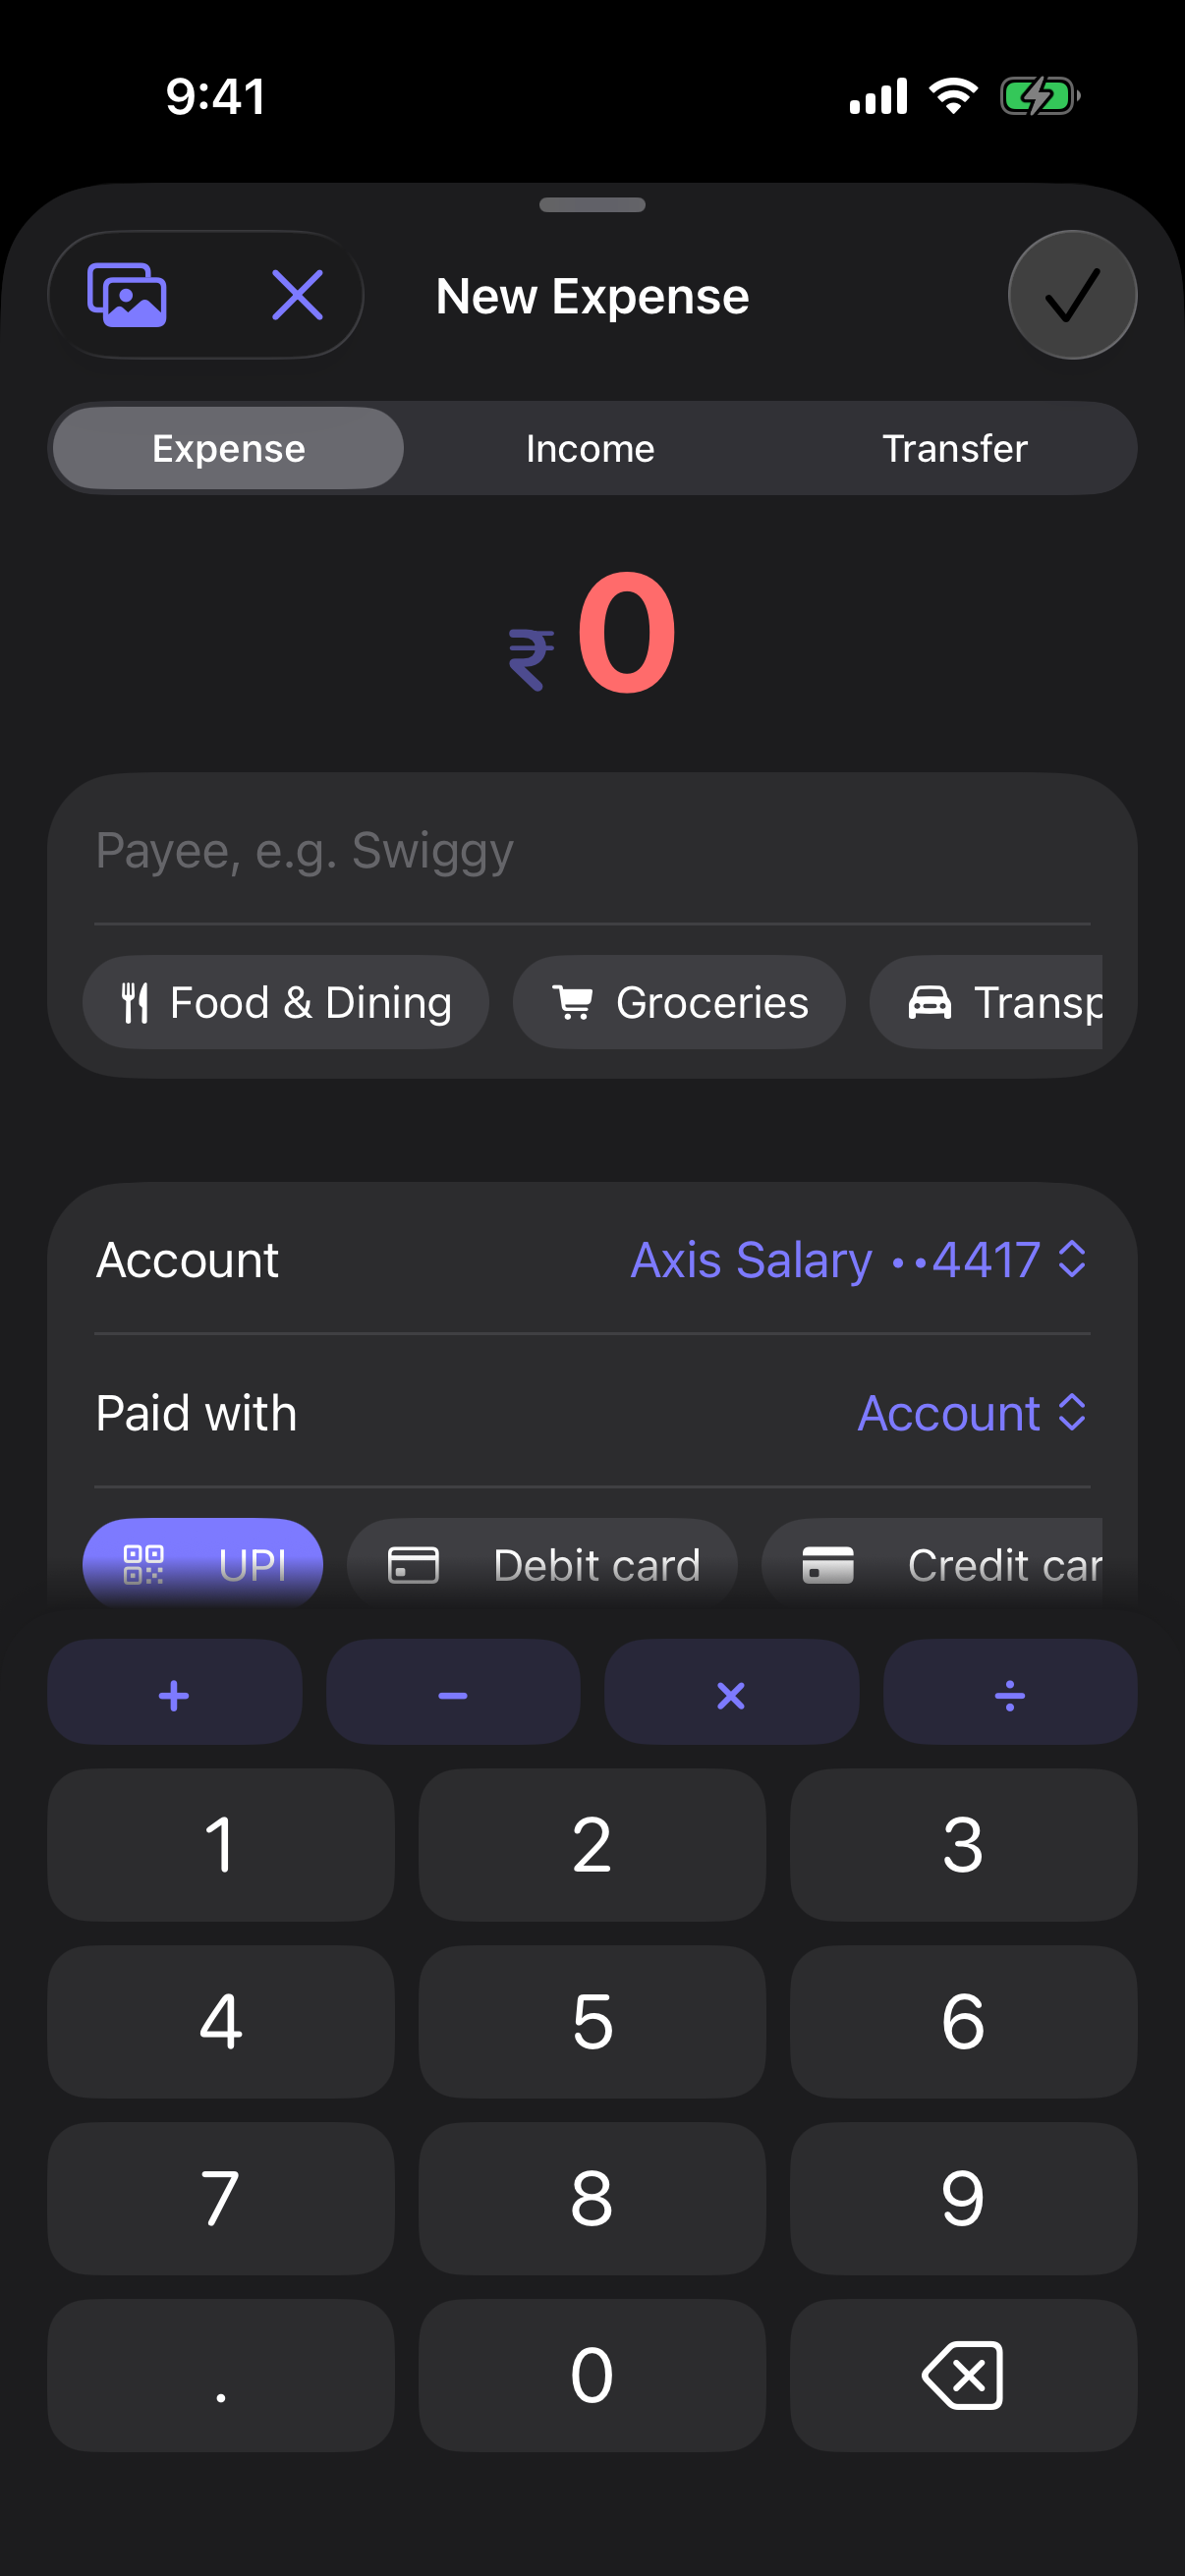 9:41
New Expense
Expense Income Transfer
₹ 0
Payee, e.g. Swiggy
Food & Dining Groceries Transp
Account Axis Salary ••4417
Paid with Account
UPI Debit card Credit car
+ − × ÷
1 2 3
4 5 6
7 8 9
. 0